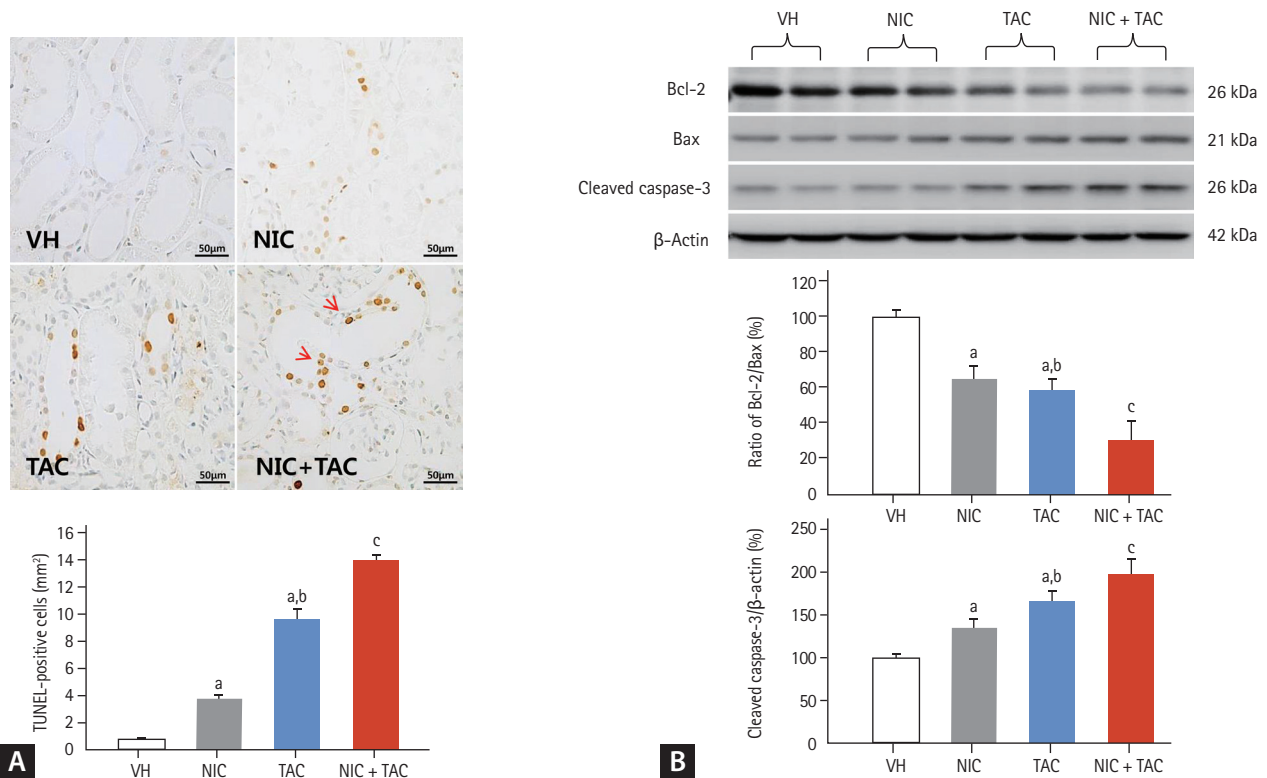 VH
50µm
NIC
50µm
TAC
50µm
NIC+TAC
50µm
TUNEL-positive cells (mm²)
16
14
12
10
8
6
4
2
0
a
a,b
c
VH NIC TAC NIC + TAC
A
VH NIC TAC NIC + TAC
Bcl-2 26 kDa
Bax 21 kDa
Cleaved caspase-3 26 kDa
β-Actin 42 kDa
Ratio of Bcl-2/Bax (%)
120
100
80
60
40
20
0
a
a,b
c
VH NIC TAC NIC + TAC
Cleaved caspase-3/β-actin (%)
250
200
150
100
50
0
a
a,b
c
VH NIC TAC NIC + TAC
B